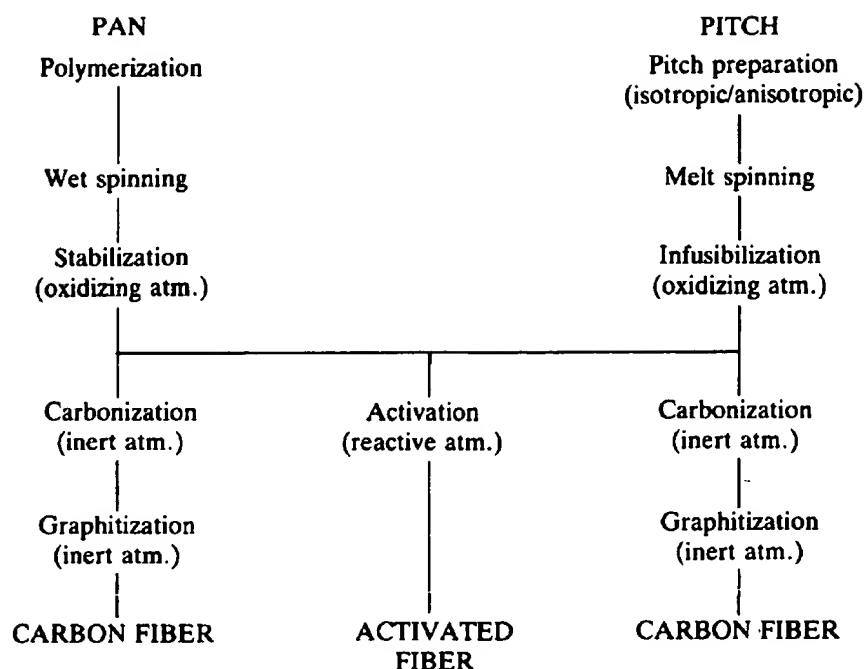 PAN
Polymerization
Wet spinning
Stabilization
(oxidizing atm.)
PITCH
Pitch preparation
(isotropic/anisotropic)
Melt spinning
Infusibilization
(oxidizing atm.)
Carbonization
(inert atm.)
Graphitization
(inert atm.)
CARBON FIBER
Activation
(reactive atm.)
ACTIVATED
FIBER
Carbonization
(inert atm.)
Graphitization
(inert atm.)
CARBON FIBER